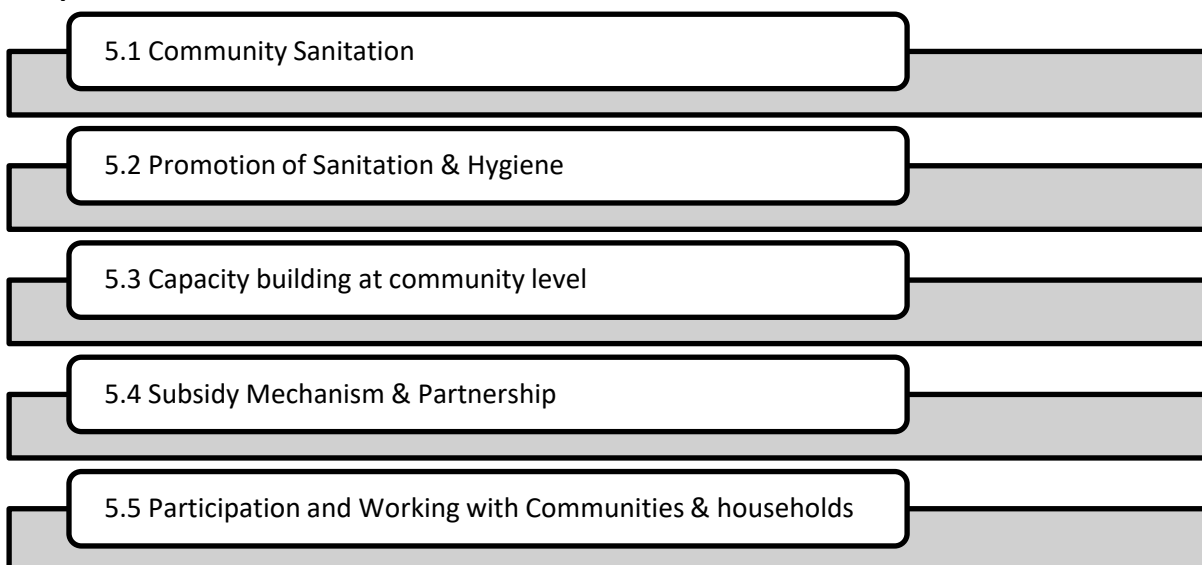 5.1 Community Sanitation
5.2 Promotion of Sanitation & Hygiene
5.3 Capacity building at community level
5.4 Subsidy Mechanism & Partnership
5.5 Participation and Working with Communities & households